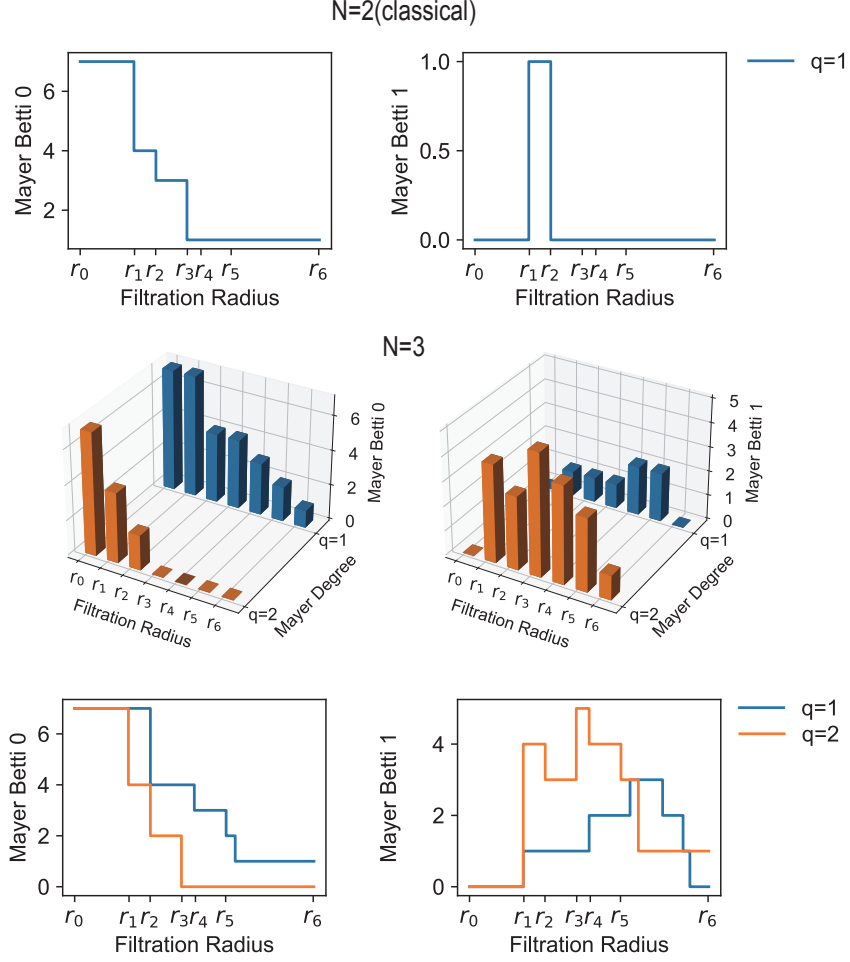 N=2(classical)
Mayer Betti 0
6
4
2
r0 r1 r2 r3 r4 r5 r6
Filtration Radius
Mayer Betti 1
1.0
0.5
0.0
r0 r1 r2 r3 r4 r5 r6
Filtration Radius
q=1
N=3
6
4
2
0
Mayer Betti 0
r0 r1 r2 r3 r4 r5 r6
Filtration Radius
q=1
q=2
Mayer Degree
5
4
3
2
1
0
Mayer Betti 1
r0 r1 r2 r3 r4 r5 r6
Filtration Radius
q=1
q=2
Mayer Degree
Mayer Betti 0
6
4
2
0
r0 r1 r2 r3 r4 r5 r6
Filtration Radius
Mayer Betti 1
4
2
0
r0 r1 r2 r3 r4 r5 r6
Filtration Radius
q=1
q=2